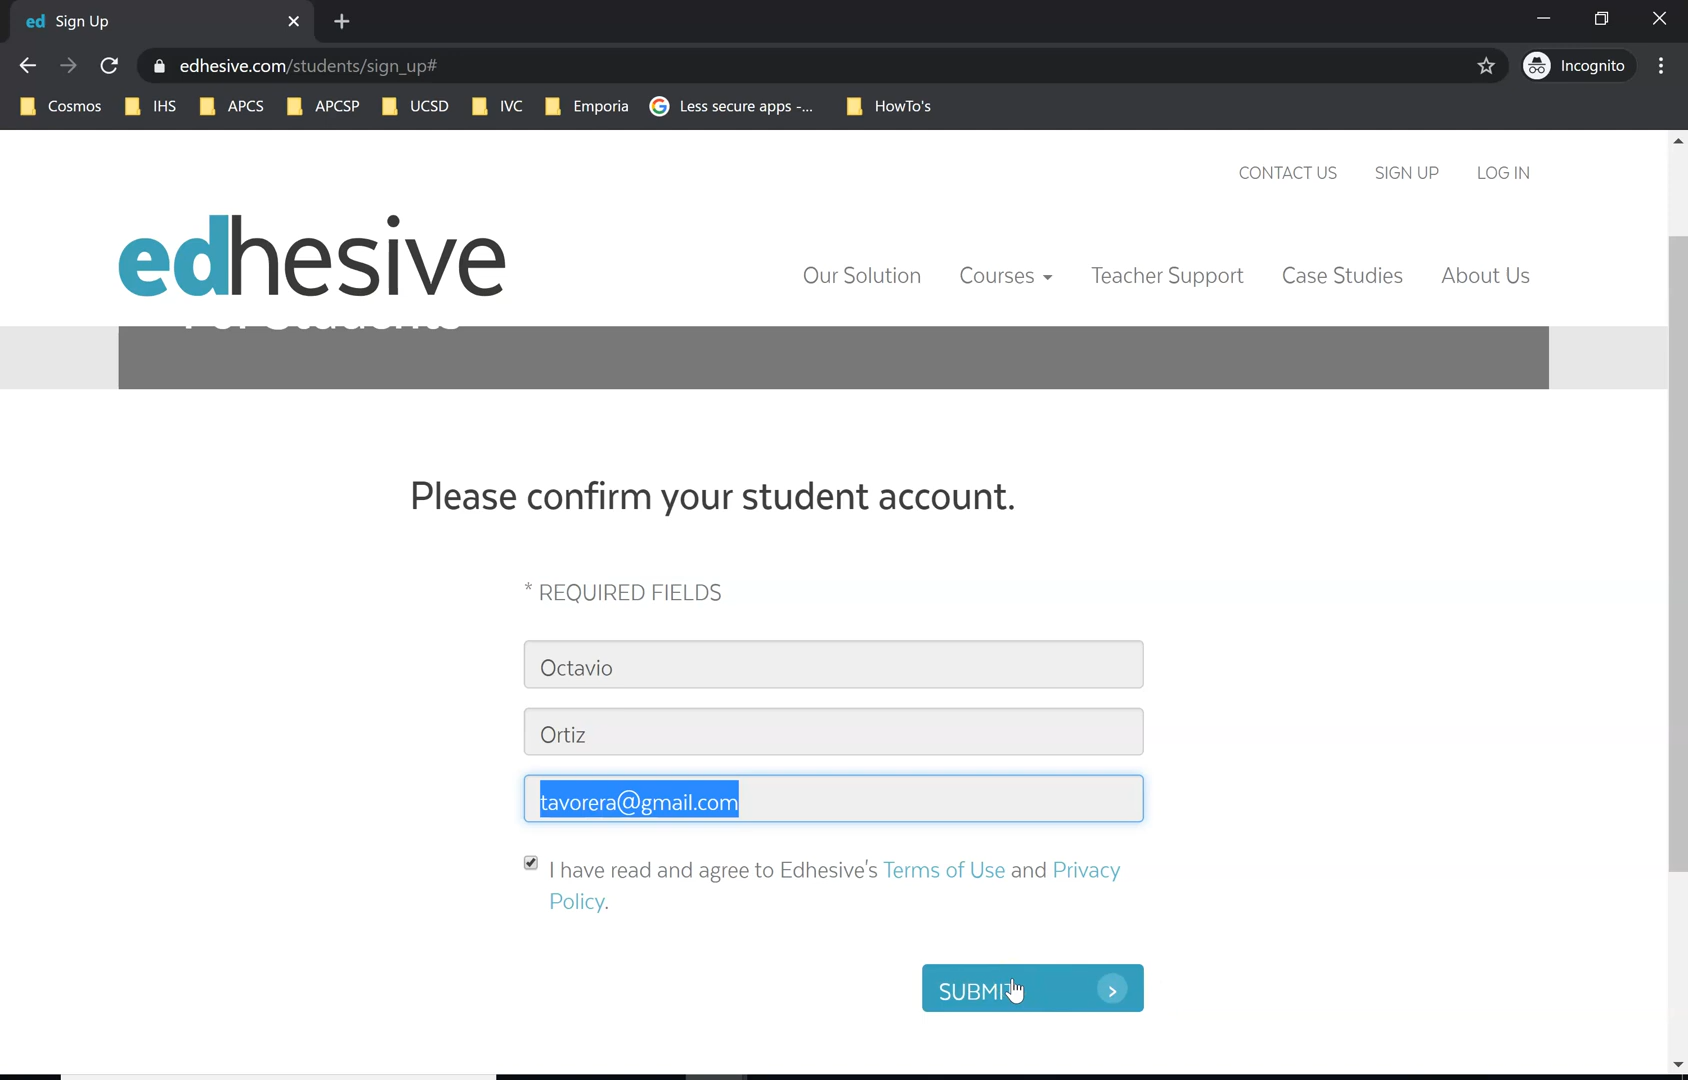 ed Sign Up
edhesive.com/students/sign_up#
Incognito
Cosmos IHS APCS APCSP UCSD IVC Emporia Less secure apps -... HowTo's
CONTACT US SIGN UP LOG IN
edhesive
Our Solution Courses Teacher Support Case Studies About Us
For Students
Please confirm your student account.
* REQUIRED FIELDS
Octavio
Ortiz
tavorera@gmail.com
I have read and agree to Edhesive's Terms of Use and Privacy
Policy.
SUBMIT